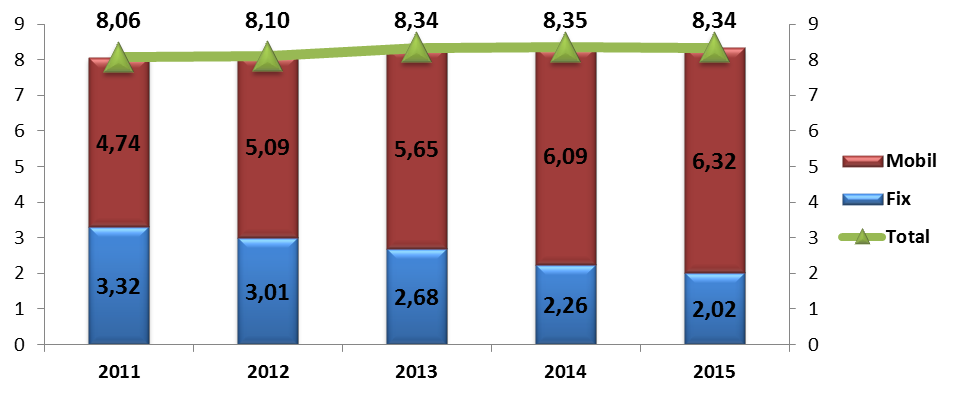 8,06 8,10 8,34 8,35 8,34
9 9
8 8
7 7
6 6
5 5
4 4
3 3
2 2
1 1
0 0
4,74 5,09 5,65 6,09 6,32
3,32 3,01 2,68 2,26 2,02
2011 2012 2013 2014 2015
Mobil
Fix
Total